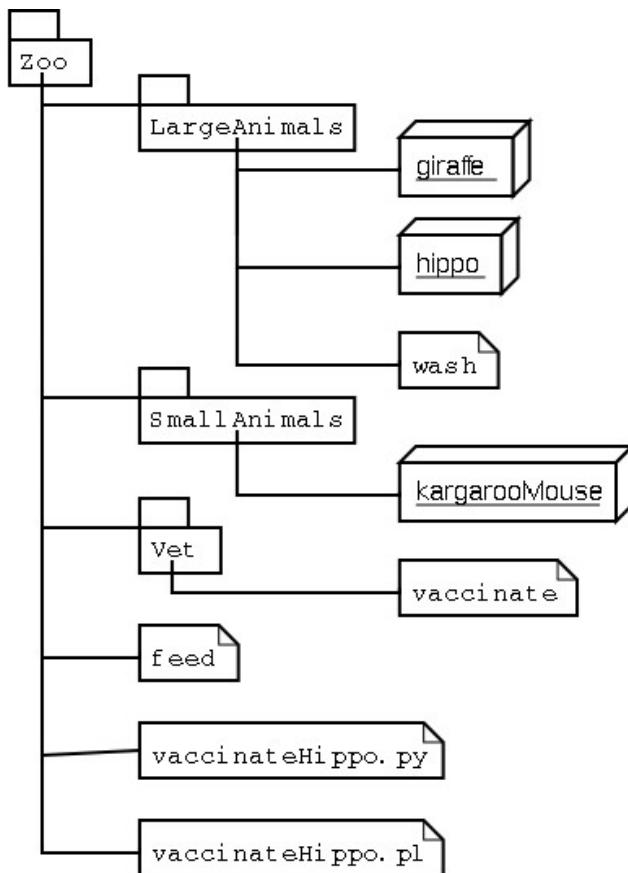 Zoo
LargeAnimals
giraffe
hippo
wash
SmallAnimals
kargarooMouse
Vet
vaccinate
feed
vaccinateHippo.py
vaccinateHippo.pl